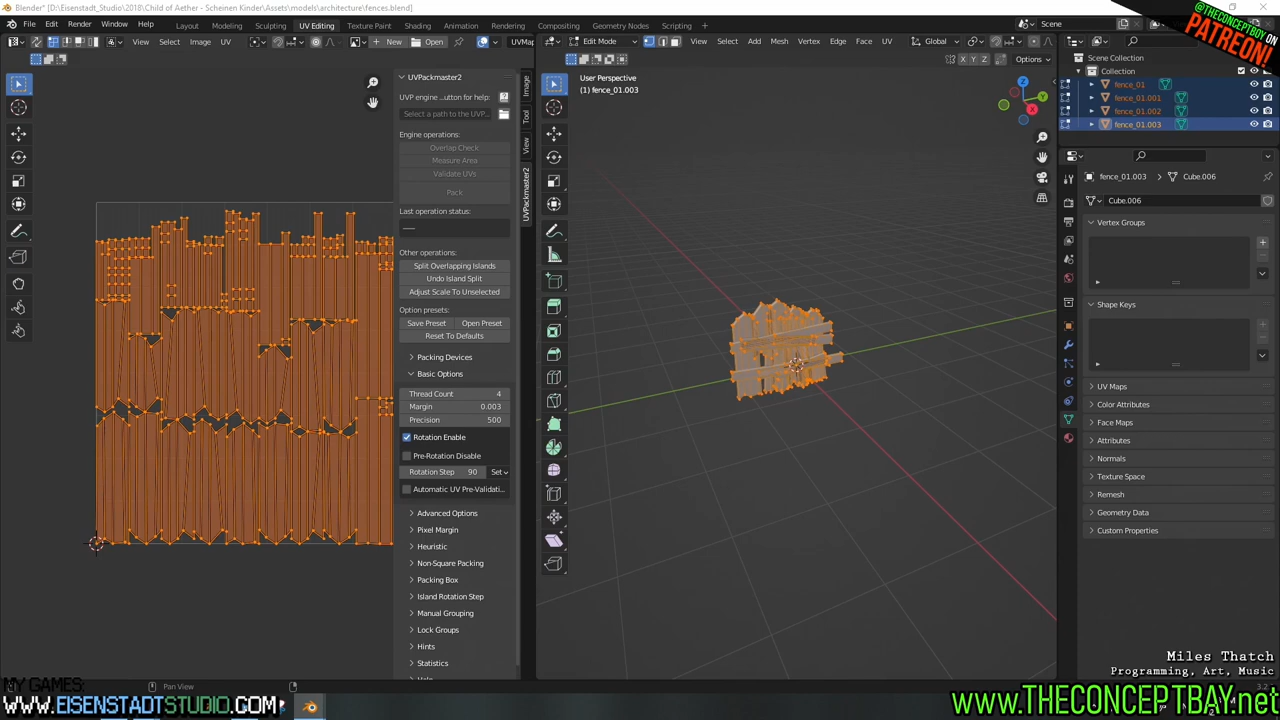 Blender* [D:\Eisenstadt_Studio\2018\Child of Aether - Scheinen Kinder\Assets\models\architecture\fences.blend]
@THECONCEPTBOY ON
PATREON!
File Edit Render Window Help Layout Modeling Sculpting UV Editing Texture Paint Shading Animation Rendering Compositing Geometry Nodes Scripting Scene
View Select Image UV New Open UVMap
Edit Mode View Select Add Mesh Vertex Edge Face UV Global
X Y Z Options
User Perspective
(1) fence_01.003
UVPackmaster2
UVP engine ...utton for help:
Select a path to the UVP...
Engine operations:
Overlap Check
Measure Area
Validate UVs
Pack
Last operation status:
Other operations:
Split Overlapping Islands
Undo Island Split
Adjust Scale To Unselected
Option presets:
Save Preset Open Preset
Reset To Defaults
Packing Devices
Basic Options
Thread Count 4
Margin 0.003
Precision 500
Rotation Enable
Pre-Rotation Disable
Rotation Step 90 Set
Automatic UV Pre-Validati...
Advanced Options
Pixel Margin
Heuristic
Non-Square Packing
Packing Box
Island Rotation Step
Manual Grouping
Lock Groups
Hints
Statistics
Image
Tool
View
UVPackmaster2
Z
Y
X
Scene Collection
Collection
fence_01
fence_01.001
fence_01.002
fence_01.003
fence_01.003 Cube.006
Cube.006
Vertex Groups
Shape Keys
UV Maps
Color Attributes
Face Maps
Attributes
Normals
Texture Space
Remesh
Geometry Data
Custom Properties
Miles Thatch
Programming, Art, Music
Pan View
MY GAMES:
WWW.EISENSTADTSTUDIO.COM
www.THECONCEPTBAY.net